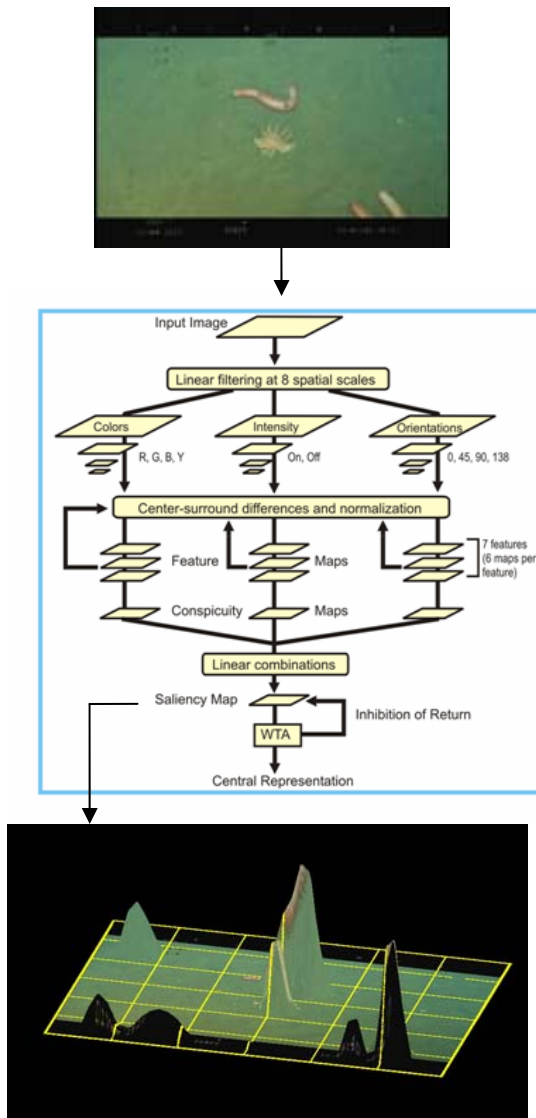 Input Image
Linear filtering at 8 spatial scales
Colors
Intensity
Orientations
R, G, B, Y
On, Off
0, 45, 90, 138
Center-surround differences and normalization
Feature
Maps
7 features
(6 maps per
feature)
Conspicuity
Maps
Linear combinations
Saliency Map
Inhibition of Return
WTA
Central Representation